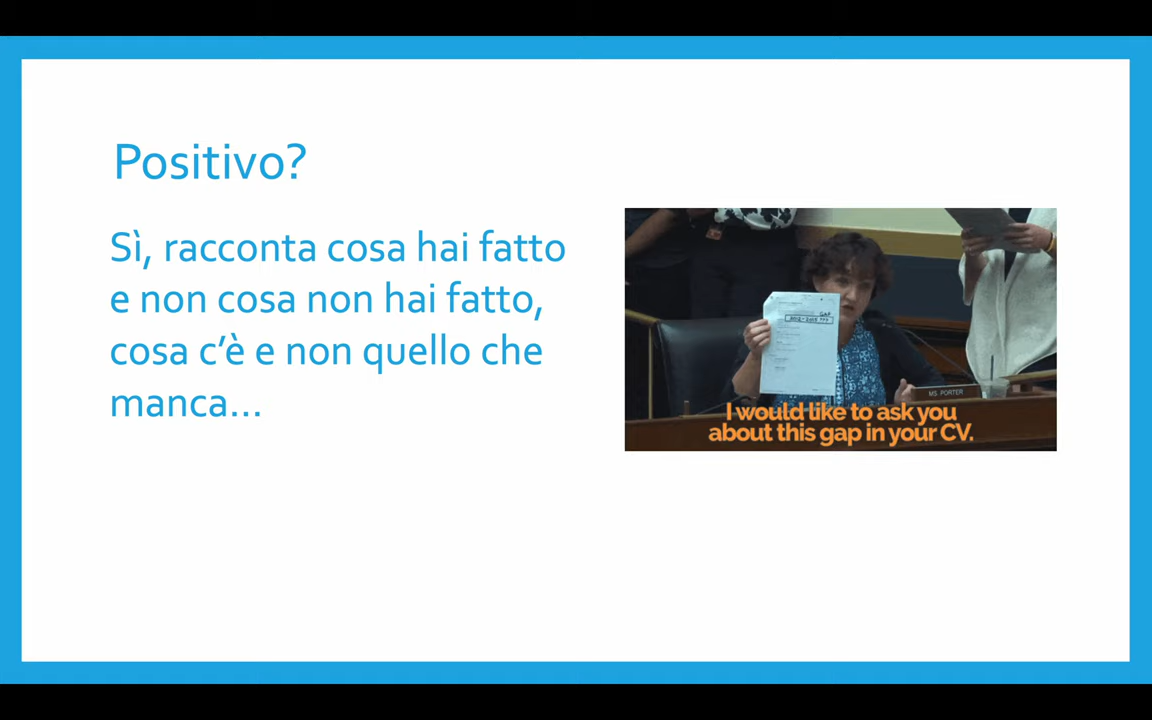 Positivo?
Sì, racconta cosa hai fatto
e non cosa non hai fatto,
cosa c’è e non quello che
manca...
GAP
MS. PORTER
I would like to ask you
about this gap in your CV.